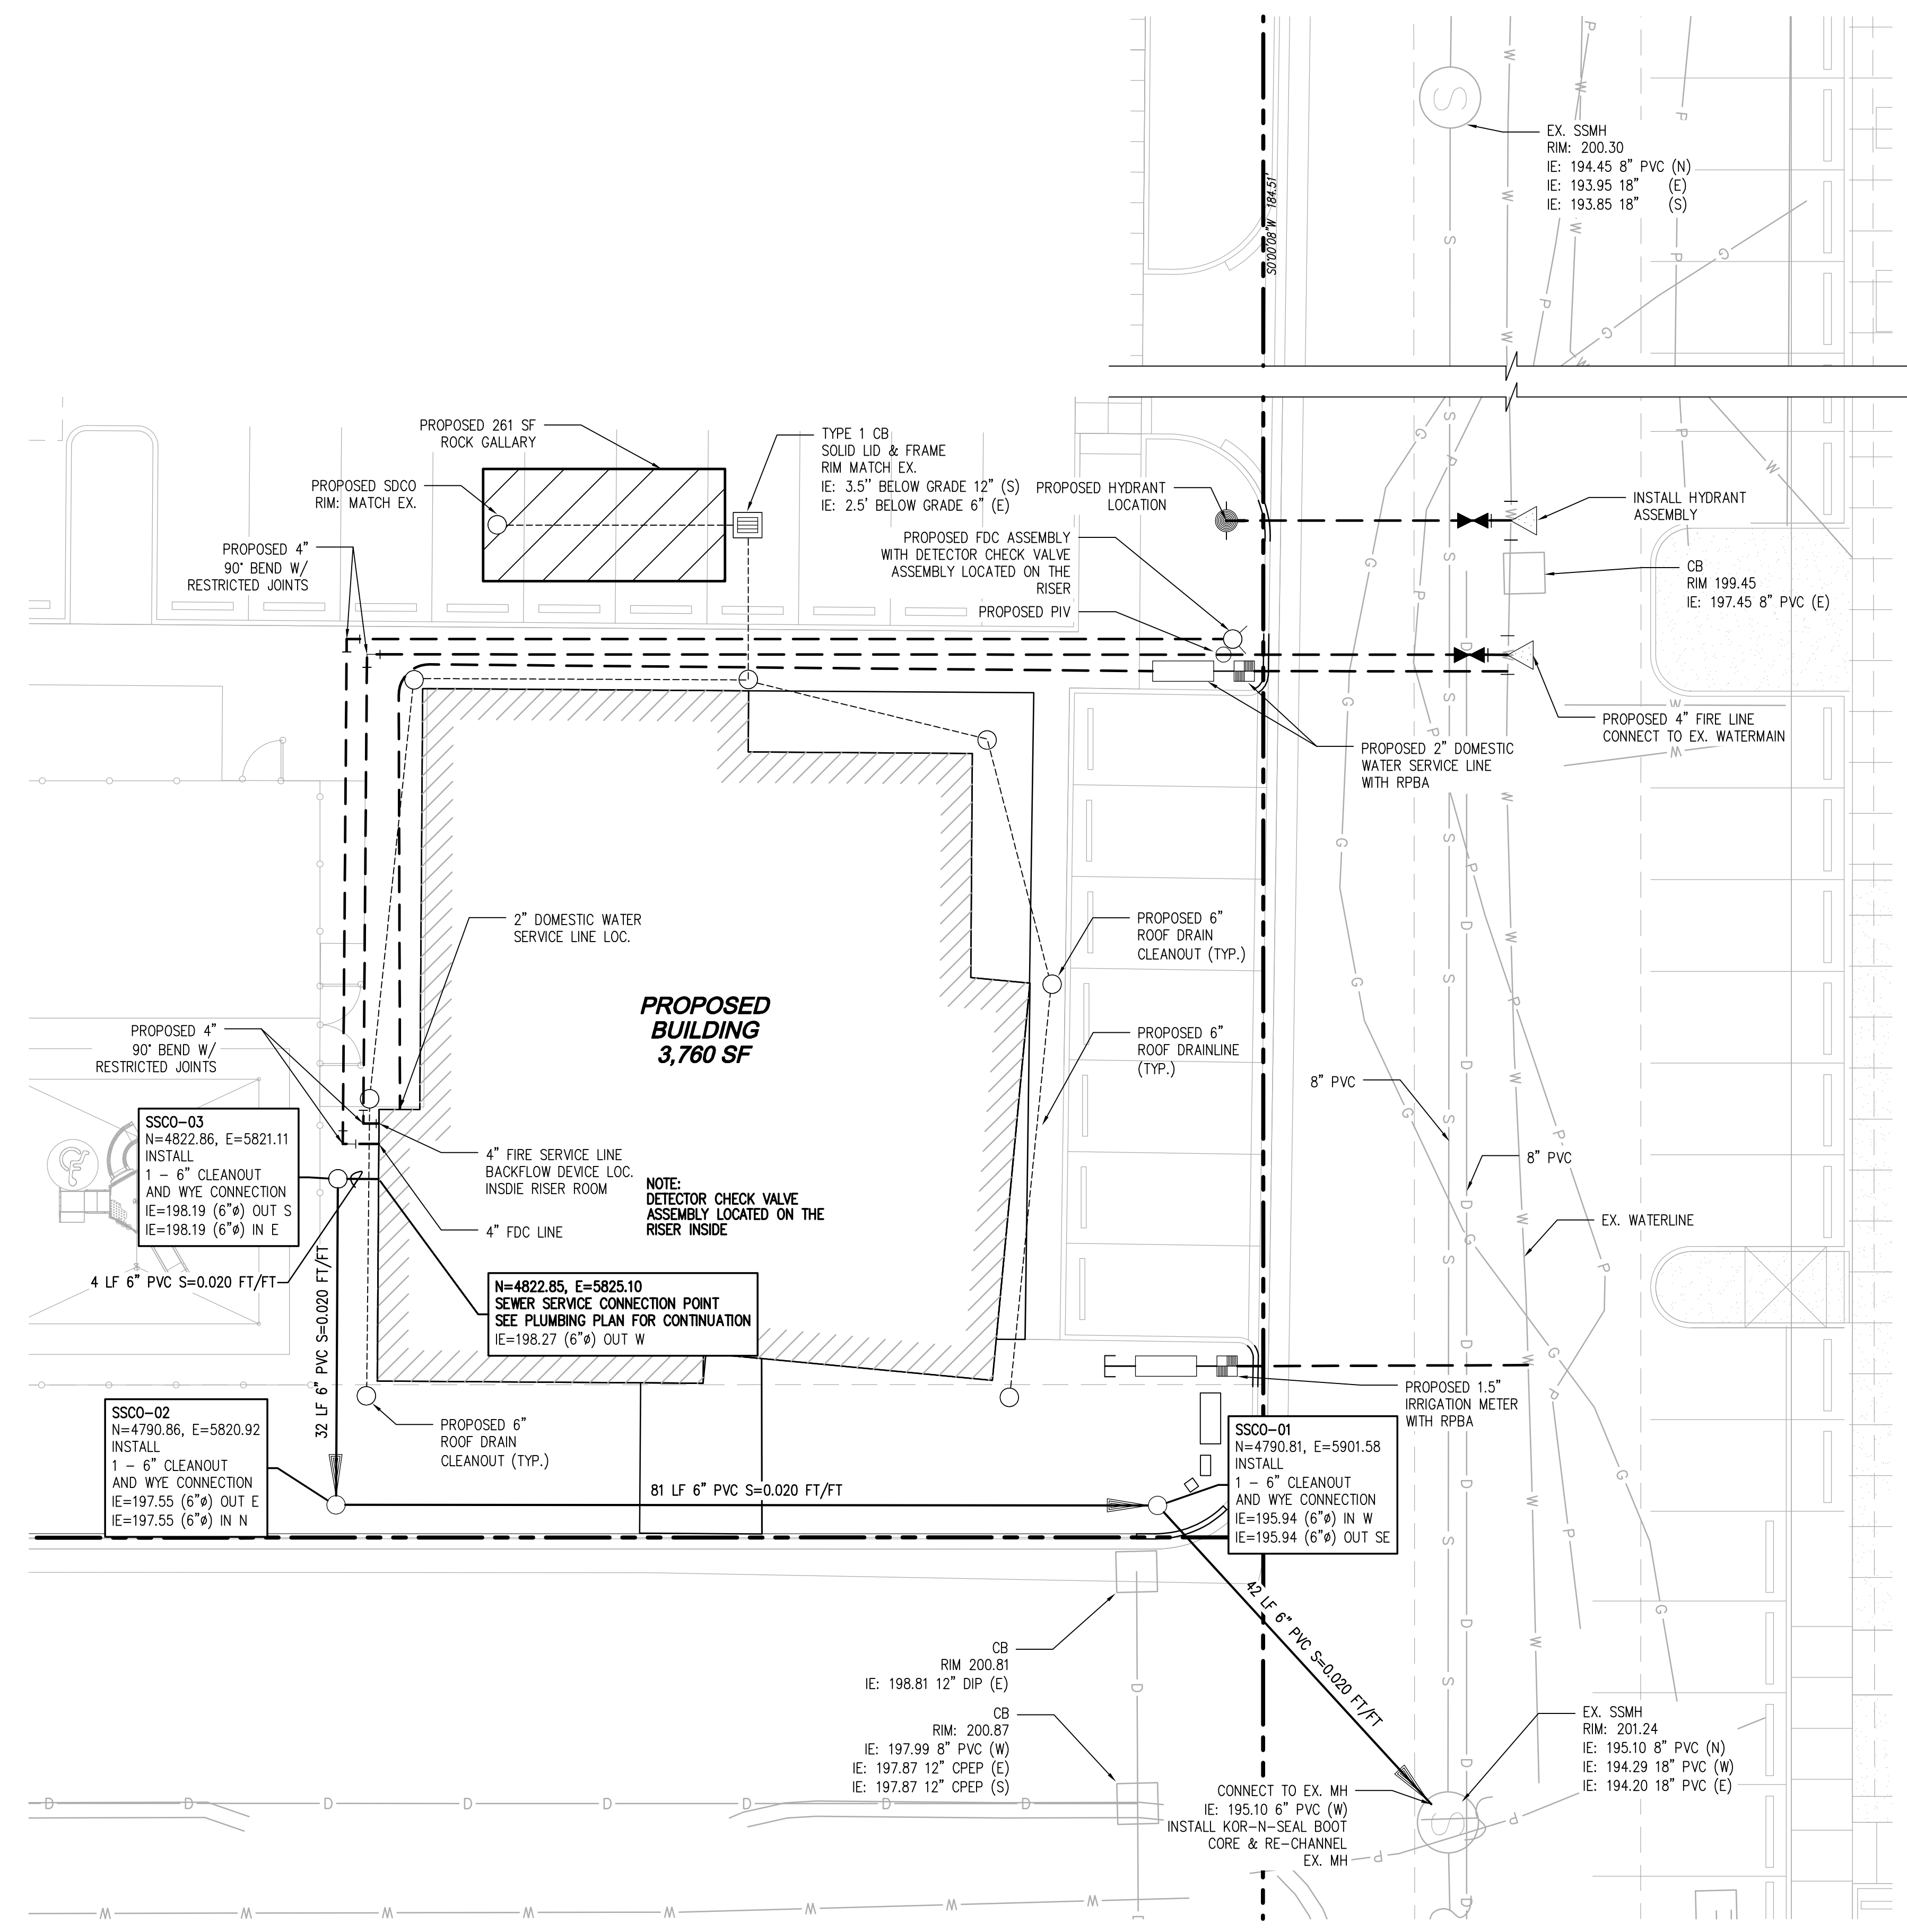 EX. SSMH
RIM: 200.30
IE: 194.45 8" PVC (N)
IE: 193.95 18" (E)
IE: 193.85 18" (S)
S0°00'08"W 184.51'
PROPOSED 261 SF
ROCK GALLARY
PROPOSED SDCO
RIM: MATCH EX.
TYPE 1 CB
SOLID LID & FRAME
RIM MATCH EX.
IE: 3.5'' BELOW GRADE 12" (S)
IE: 2.5' BELOW GRADE 6" (E)
PROPOSED HYDRANT
LOCATION
INSTALL HYDRANT
ASSEMBLY
PROPOSED 4"
90° BEND W/
RESTRICTED JOINTS
PROPOSED FDC ASSEMBLY
WITH DETECTOR CHECK VALVE
ASSEMBLY LOCATED ON THE
RISER
PROPOSED PIV
CB
RIM 199.45
IE: 197.45 8" PVC (E)
PROPOSED 4" FIRE LINE
CONNECT TO EX. WATERMAIN
PROPOSED 2" DOMESTIC
WATER SERVICE LINE
WITH RPBA
2" DOMESTIC WATER
SERVICE LINE LOC.
PROPOSED
BUILDING
3,760 SF
PROPOSED 6"
ROOF DRAIN
CLEANOUT (TYP.)
PROPOSED 6"
ROOF DRAINLINE
(TYP.)
PROPOSED 4"
90° BEND W/
RESTRICTED JOINTS
8" PVC
8" PVC
SSCO-03
N=4822.86, E=5821.11
INSTALL
1 - 6" CLEANOUT
AND WYE CONNECTION
IE=198.19 (6"ø) OUT S
IE=198.19 (6"ø) IN E
4" FIRE SERVICE LINE
BACKFLOW DEVICE LOC.
INSDIE RISER ROOM
4" FDC LINE
NOTE:
DETECTOR CHECK VALVE
ASSEMBLY LOCATED ON THE
RISER INSIDE
EX. WATERLINE
4 LF 6" PVC S=0.020 FT/FT
32 LF 6" PVC S=0.020 FT/FT
N=4822.85, E=5825.10
SEWER SERVICE CONNECTION POINT
SEE PLUMBING PLAN FOR CONTINUATION
IE=198.27 (6"ø) OUT W
PROPOSED 1.5"
IRRIGATION METER
WITH RPBA
SSCO-02
N=4790.86, E=5820.92
INSTALL
1 - 6" CLEANOUT
AND WYE CONNECTION
IE=197.55 (6"ø) OUT E
IE=197.55 (6"ø) IN N
PROPOSED 6"
ROOF DRAIN
CLEANOUT (TYP.)
81 LF 6" PVC S=0.020 FT/FT
SSCO-01
N=4790.81, E=5901.58
INSTALL
1 - 6" CLEANOUT
AND WYE CONNECTION
IE=195.94 (6"ø) IN W
IE=195.94 (6"ø) OUT SE
42 LF 6" PVC S=0.020 FT/FT
CB
RIM 200.81
IE: 198.81 12" DIP (E)
CB
RIM: 200.87
IE: 197.99 8" PVC (W)
IE: 197.87 12" CPEP (E)
IE: 197.87 12" CPEP (S)
EX. SSMH
RIM: 201.24
IE: 195.10 8" PVC (N)
IE: 194.29 18" PVC (W)
IE: 194.20 18" PVC (E)
CONNECT TO EX. MH
IE: 195.10 6" PVC (W)
INSTALL KOR-N-SEAL BOOT
CORE & RE-CHANNEL
EX. MH